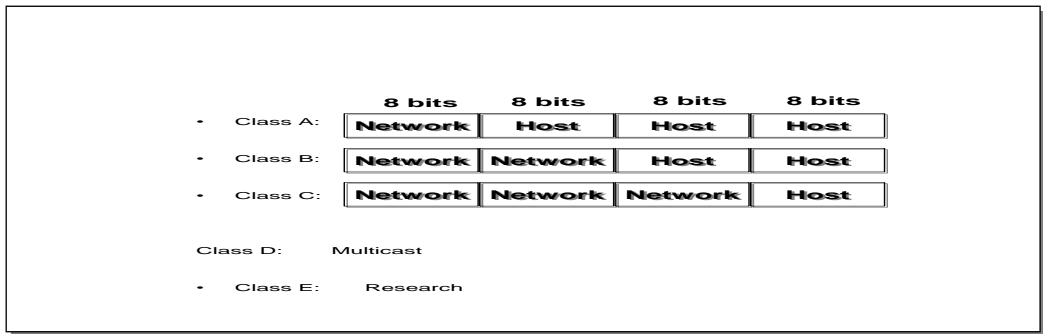 8 bits 8 bits 8 bits 8 bits
• Class A: Network Host Host Host
• Class B: Network Network Host Host
• Class C: Network Network Network Host
Class D: Multicast
• Class E: Research